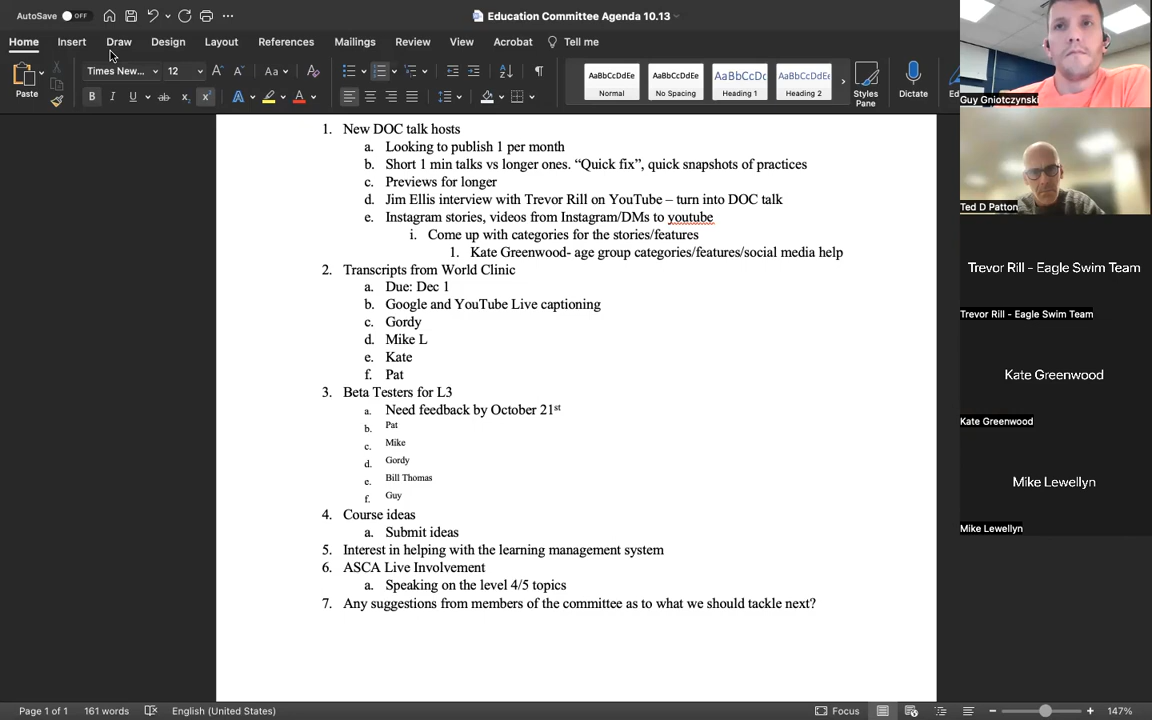 AutoSave OFF
Education Committee Agenda 10.13
Home Insert Draw Design Layout References Mailings Review View Acrobat Tell me
Paste
Times New... 12
Aa
AaBbCcDdEe AaBbCcDdEe AaBbCcDc AaBbCcDdEe
Normal No Spacing Heading 1 Heading 2
Styles Pane
Dictate
1. New DOC talk hosts
a. Looking to publish 1 per month
b. Short 1 min talks vs longer ones. “Quick fix”, quick snapshots of practices
c. Previews for longer
d. Jim Ellis interview with Trevor Rill on YouTube – turn into DOC talk
e. Instagram stories, videos from Instagram/DMs to youtube
i. Come up with categories for the stories/features
1. Kate Greenwood- age group categories/features/social media help
2. Transcripts from World Clinic
a. Due: Dec 1
b. Google and YouTube Live captioning
c. Gordy
d. Mike L
e. Kate
f. Pat
3. Beta Testers for L3
a. Need feedback by October 21st
b. Pat
c. Mike
d. Gordy
e. Bill Thomas
f. Guy
4. Course ideas
a. Submit ideas
5. Interest in helping with the learning management system
6. ASCA Live Involvement
a. Speaking on the level 4/5 topics
7. Any suggestions from members of the committee as to what we should tackle next?
Page 1 of 1 161 words English (United States) Focus 147%
Guy Gniotczynski
Ted D Patton
Trevor Rill - Eagle Swim Team
Trevor Rill - Eagle Swim Team
Kate Greenwood
Kate Greenwood
Mike Lewellyn
Mike Lewellyn